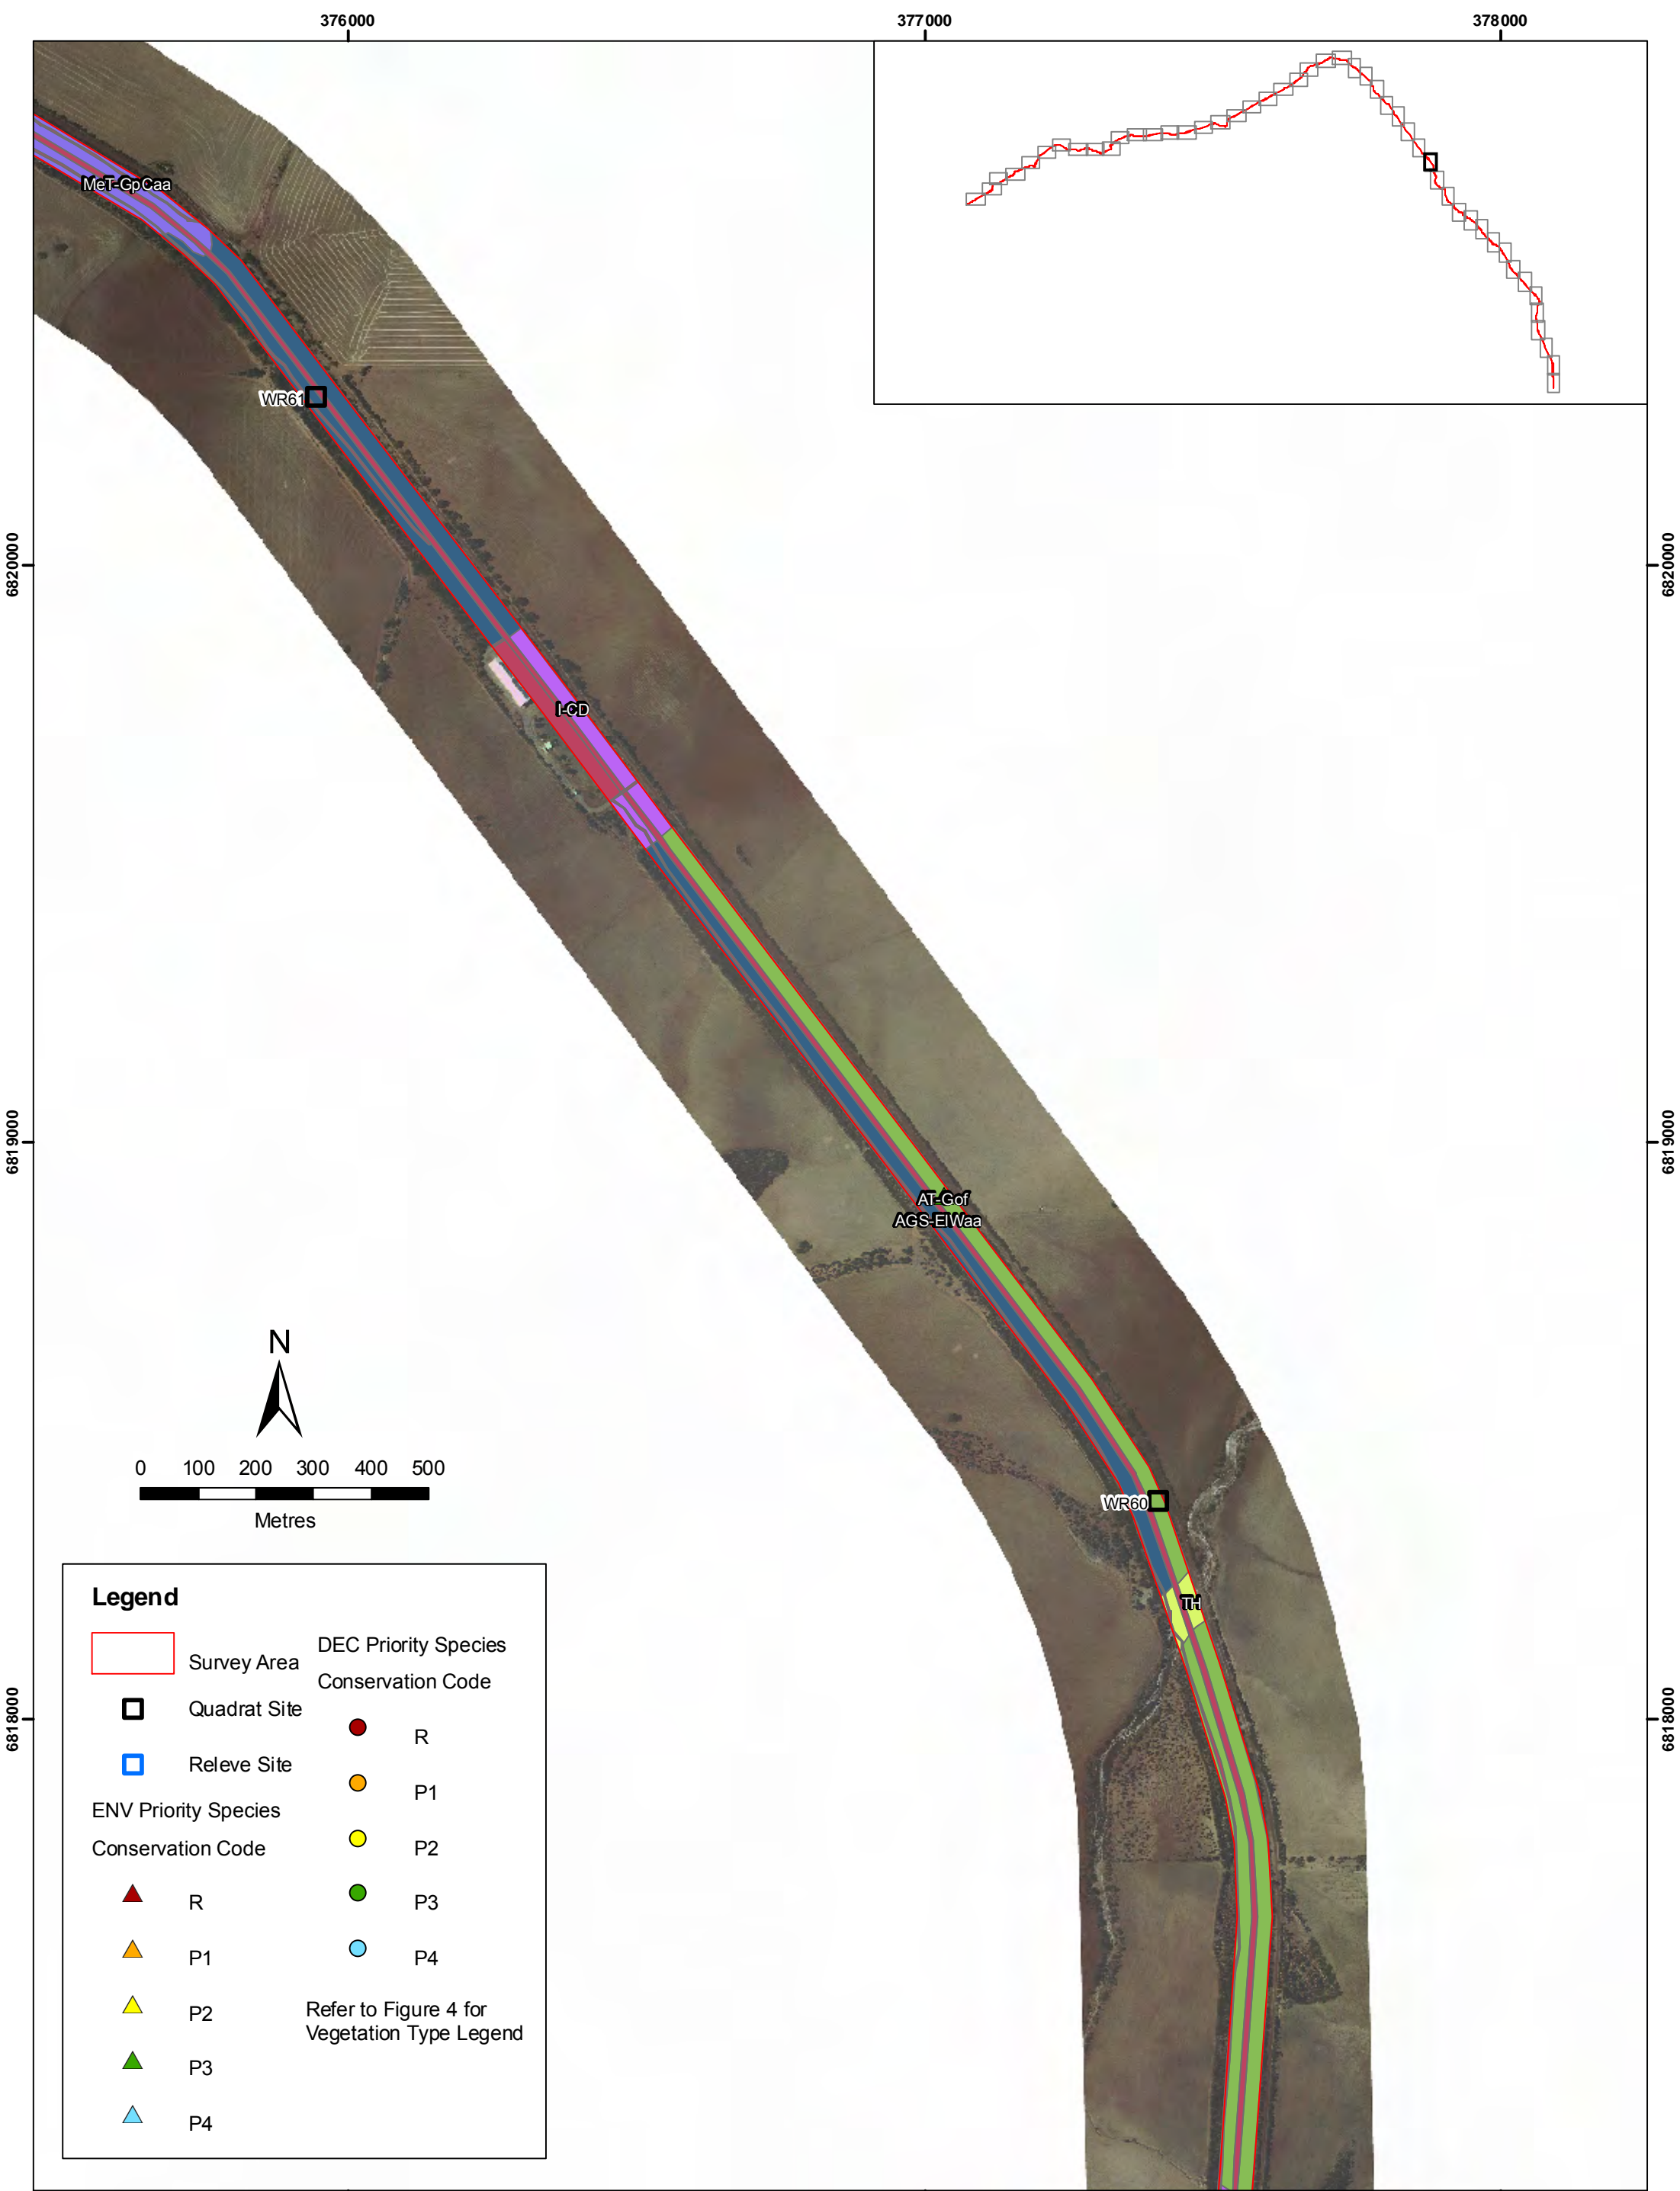 376000
377000
378000
MeT-GpCaa
WR61
6820000
6820000
I-CD
6819000
6819000
AT-Gof
AGS-ElWaa
N
0 100 200 300 400 500
Metres
WR60
TH
6818000
6818000
Legend
Survey Area
Quadrat Site
Releve Site
ENV Priority Species
Conservation Code
R
P1
P2
P3
P4
DEC Priority Species
Conservation Code
R
P1
P2
P3
P4
Refer to Figure 4 for
Vegetation Type Legend